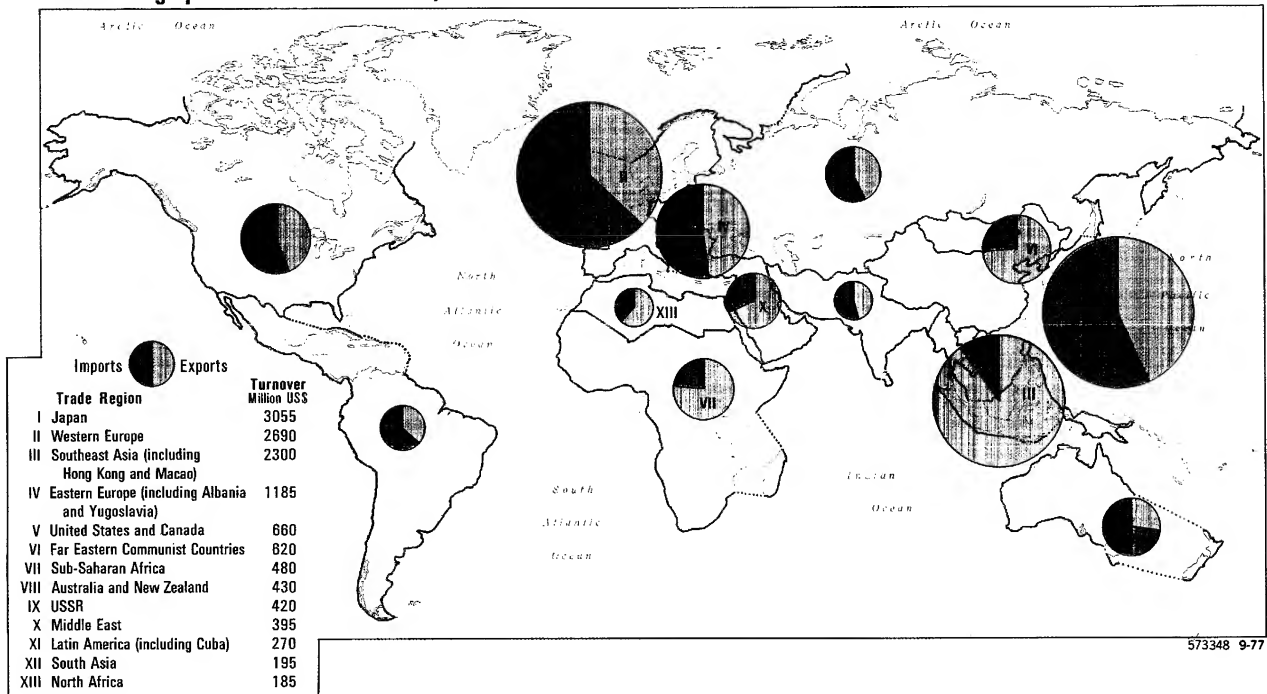 Arctic Ocean
Arctic Ocean
II
IV
North
Atlantic
Ocean
VI
North
Pacific
Ocean
XIII
X
VII
III
Indian
Ocean
South
Atlantic
Ocean
Imports Exports
Trade Region
Turnover
Million US$
I Japan 3055
II Western Europe 2690
III Southeast Asia (including
Hong Kong and Macao) 2300
IV Eastern Europe (including Albania
and Yugoslavia) 1185
V United States and Canada 660
VI Far Eastern Communist Countries 620
VII Sub-Saharan Africa 480
VIII Australia and New Zealand 430
IX USSR 420
X Middle East 395
XI Latin America (including Cuba) 270
XII South Asia 195
XIII North Africa 185
573348 9-77